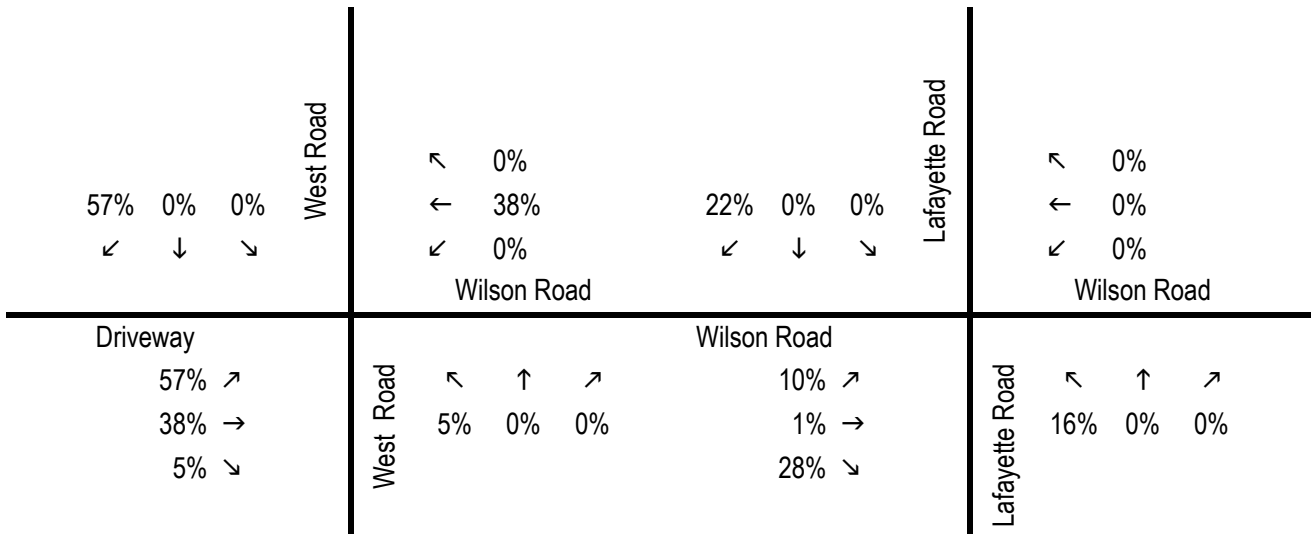 West Road
↖ 0%
57% 0% 0%
← 38%
↙ ↓ ↘
↙ 0%
Wilson Road
Lafayette Road
22% 0% 0%
↙ ↓ ↘
↖ 0%
← 0%
↙ 0%
Wilson Road
Driveway
57% ↗
38% →
5% ↘
West Road
↖ ↑ ↗
5% 0% 0%
Wilson Road
10% ↗
1% →
28% ↘
Lafayette Road
↖ ↑ ↗
16% 0% 0%